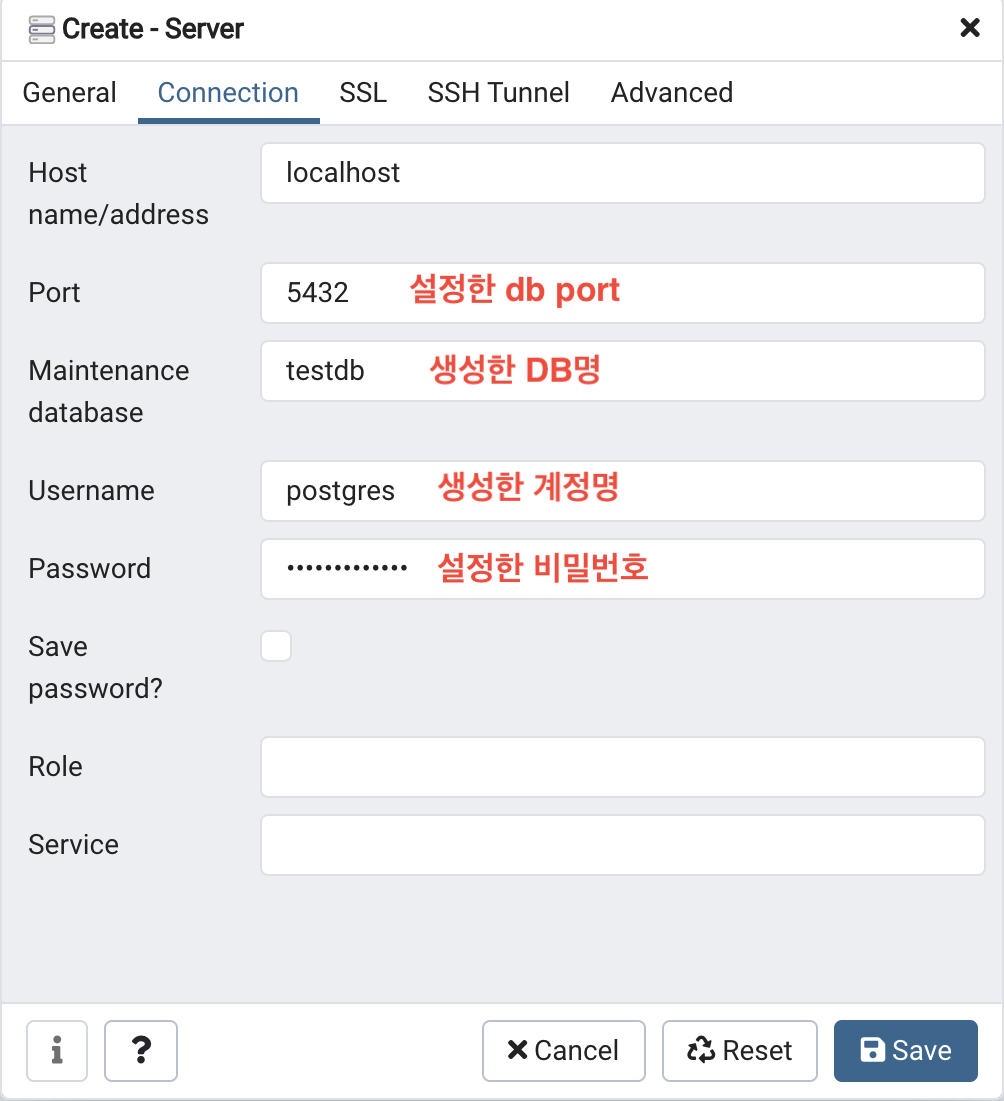 Create - Server
General Connection SSL SSH Tunnel Advanced
Host
name/address
localhost
Port
5432 설정한 db port
Maintenance
database
testdb 생성한 DB명
Username
postgres 생성한 계정명
Password
············· 설정한 비밀번호
Save
password?
Role
Service
i ? Cancel Reset Save